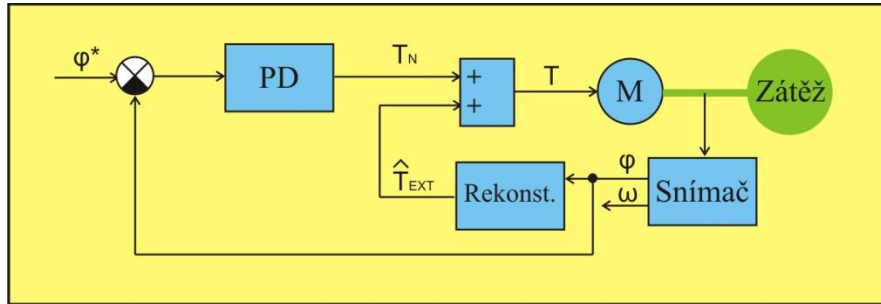 φ*
PD
T_N
+
+
T
M
Zátěž
T̂_EXT
Rekonst.
φ
ω
Snímač